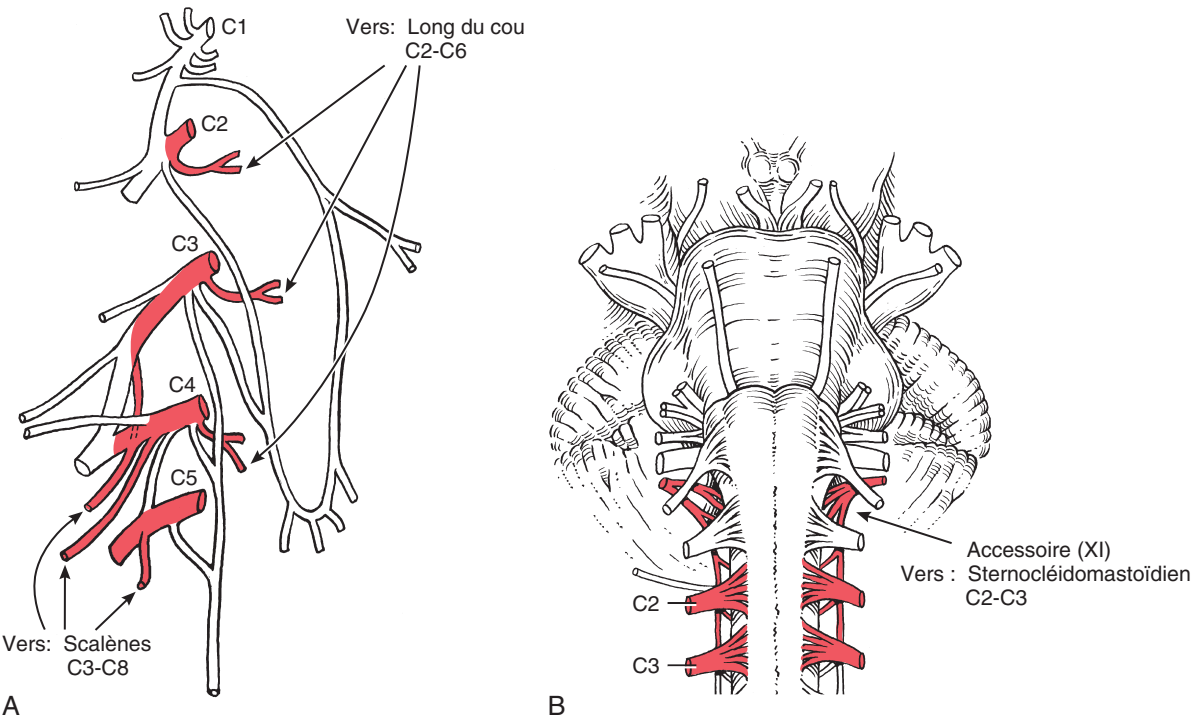 C1
Vers: Long du cou
C2-C6
C2
C3
C4
C5
Vers: Scalènes
C3-C8
A
Accessoire (XI)
Vers : Sternocléidomastoïdien
C2-C3
C2
C3
B